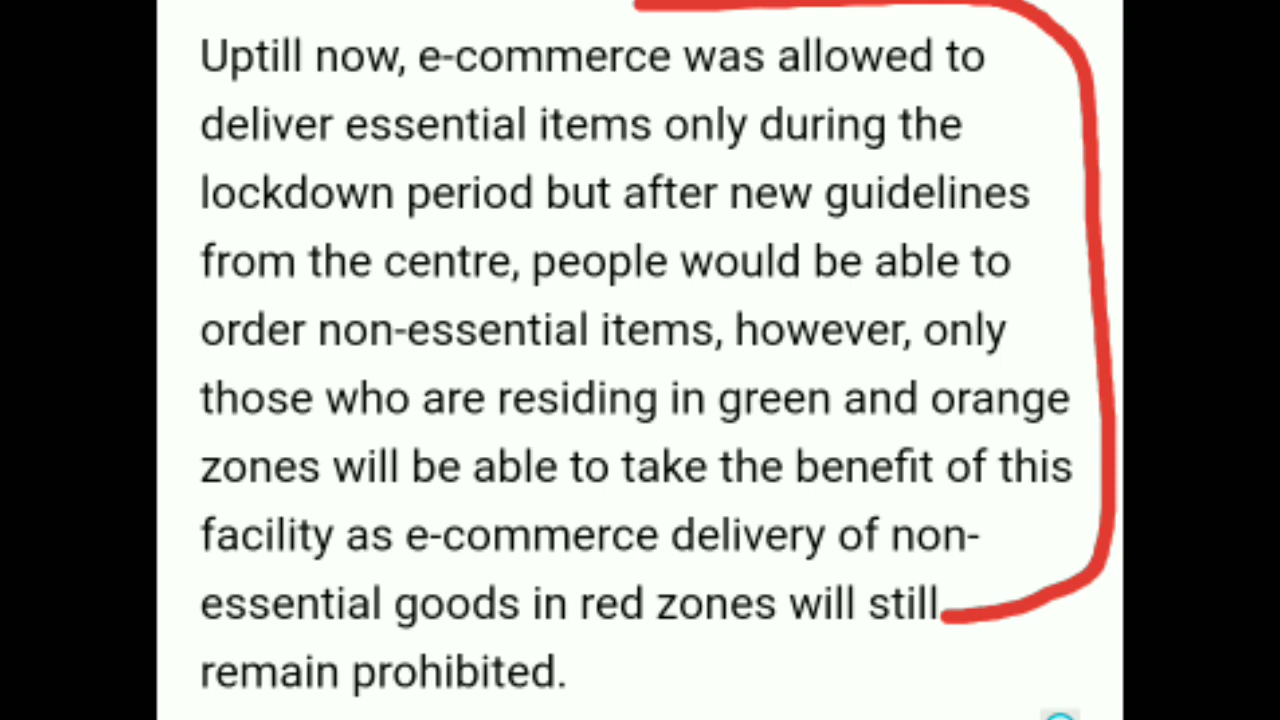 Uptill now, e-commerce was allowed to
deliver essential items only during the
lockdown period but after new guidelines
from the centre, people would be able to
order non-essential items, however, only
those who are residing in green and orange
zones will be able to take the benefit of this
facility as e-commerce delivery of non-
essential goods in red zones will still
remain prohibited.